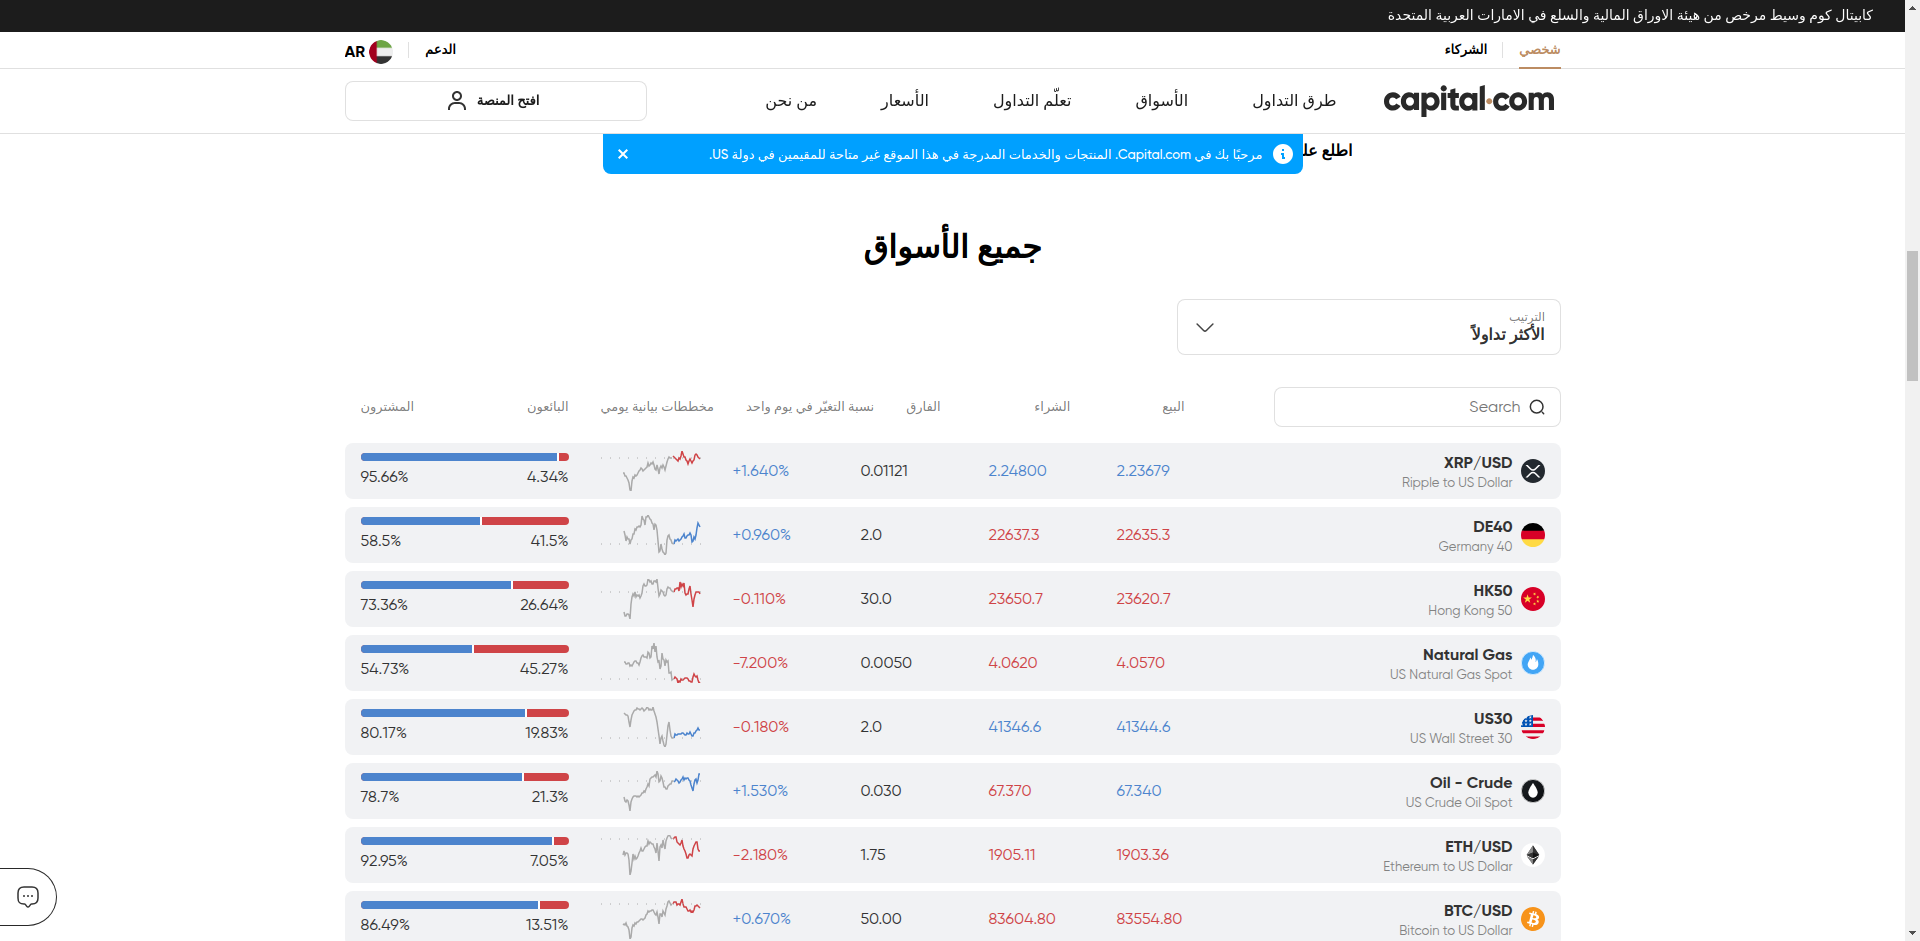 كابيتال كوم وسيط مرخص من هيئة الاوراق المالية والسلع في الامارات العربية المتحدة
شخصي
الشركاء
الدعم
AR
capital.com
طرق التداول
الأسواق
تعلّم التداول
الأسعار
من نحن
افتح المنصة
مرحبًا بك في Capital.com. المنتجات والخدمات المدرجة في هذا الموقع غير متاحة للمقيمين في دولة US.
اطلع
جميع الأسواق
الترتيب
الأكثر تداولاً
Search
البيع
الشراء
الفارق
نسبة التغيّر في يوم واحد
مخططات بيانية يومي
البائعون
المشترون
XRP/USD
Ripple to US Dollar
2.23679
2.24800
0.01121
+1.640%
4.34%
95.66%
DE40
Germany 40
22635.3
22637.3
2.0
+0.960%
41.5%
58.5%
HK50
Hong Kong 50
23620.7
23650.7
30.0
-0.110%
26.64%
73.36%
Natural Gas
US Natural Gas Spot
4.0570
4.0620
0.0050
-7.200%
45.27%
54.73%
US30
US Wall Street 30
41344.6
41346.6
2.0
-0.180%
19.83%
80.17%
Oil - Crude
US Crude Oil Spot
67.340
67.370
0.030
+1.530%
21.3%
78.7%
ETH/USD
Ethereum to US Dollar
1903.36
1905.11
1.75
-2.180%
7.05%
92.95%
BTC/USD
Bitcoin to US Dollar
83554.80
83604.80
50.00
+0.670%
13.51%
86.49%